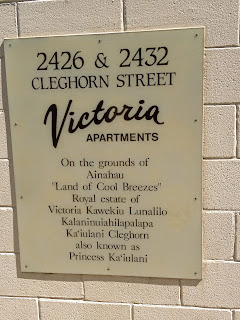 2426 & 2432
CLEGHORN STREET
Victoria
APARTMENTS
On the grounds of
Ainahau
"Land of Cool Breezes"
Royal estate of
Victoria Kawekiu Lunalilo
Kalaninuiahilapalapa
Ka'iulani Cleghorn
also known as
Princess Ka'iulani